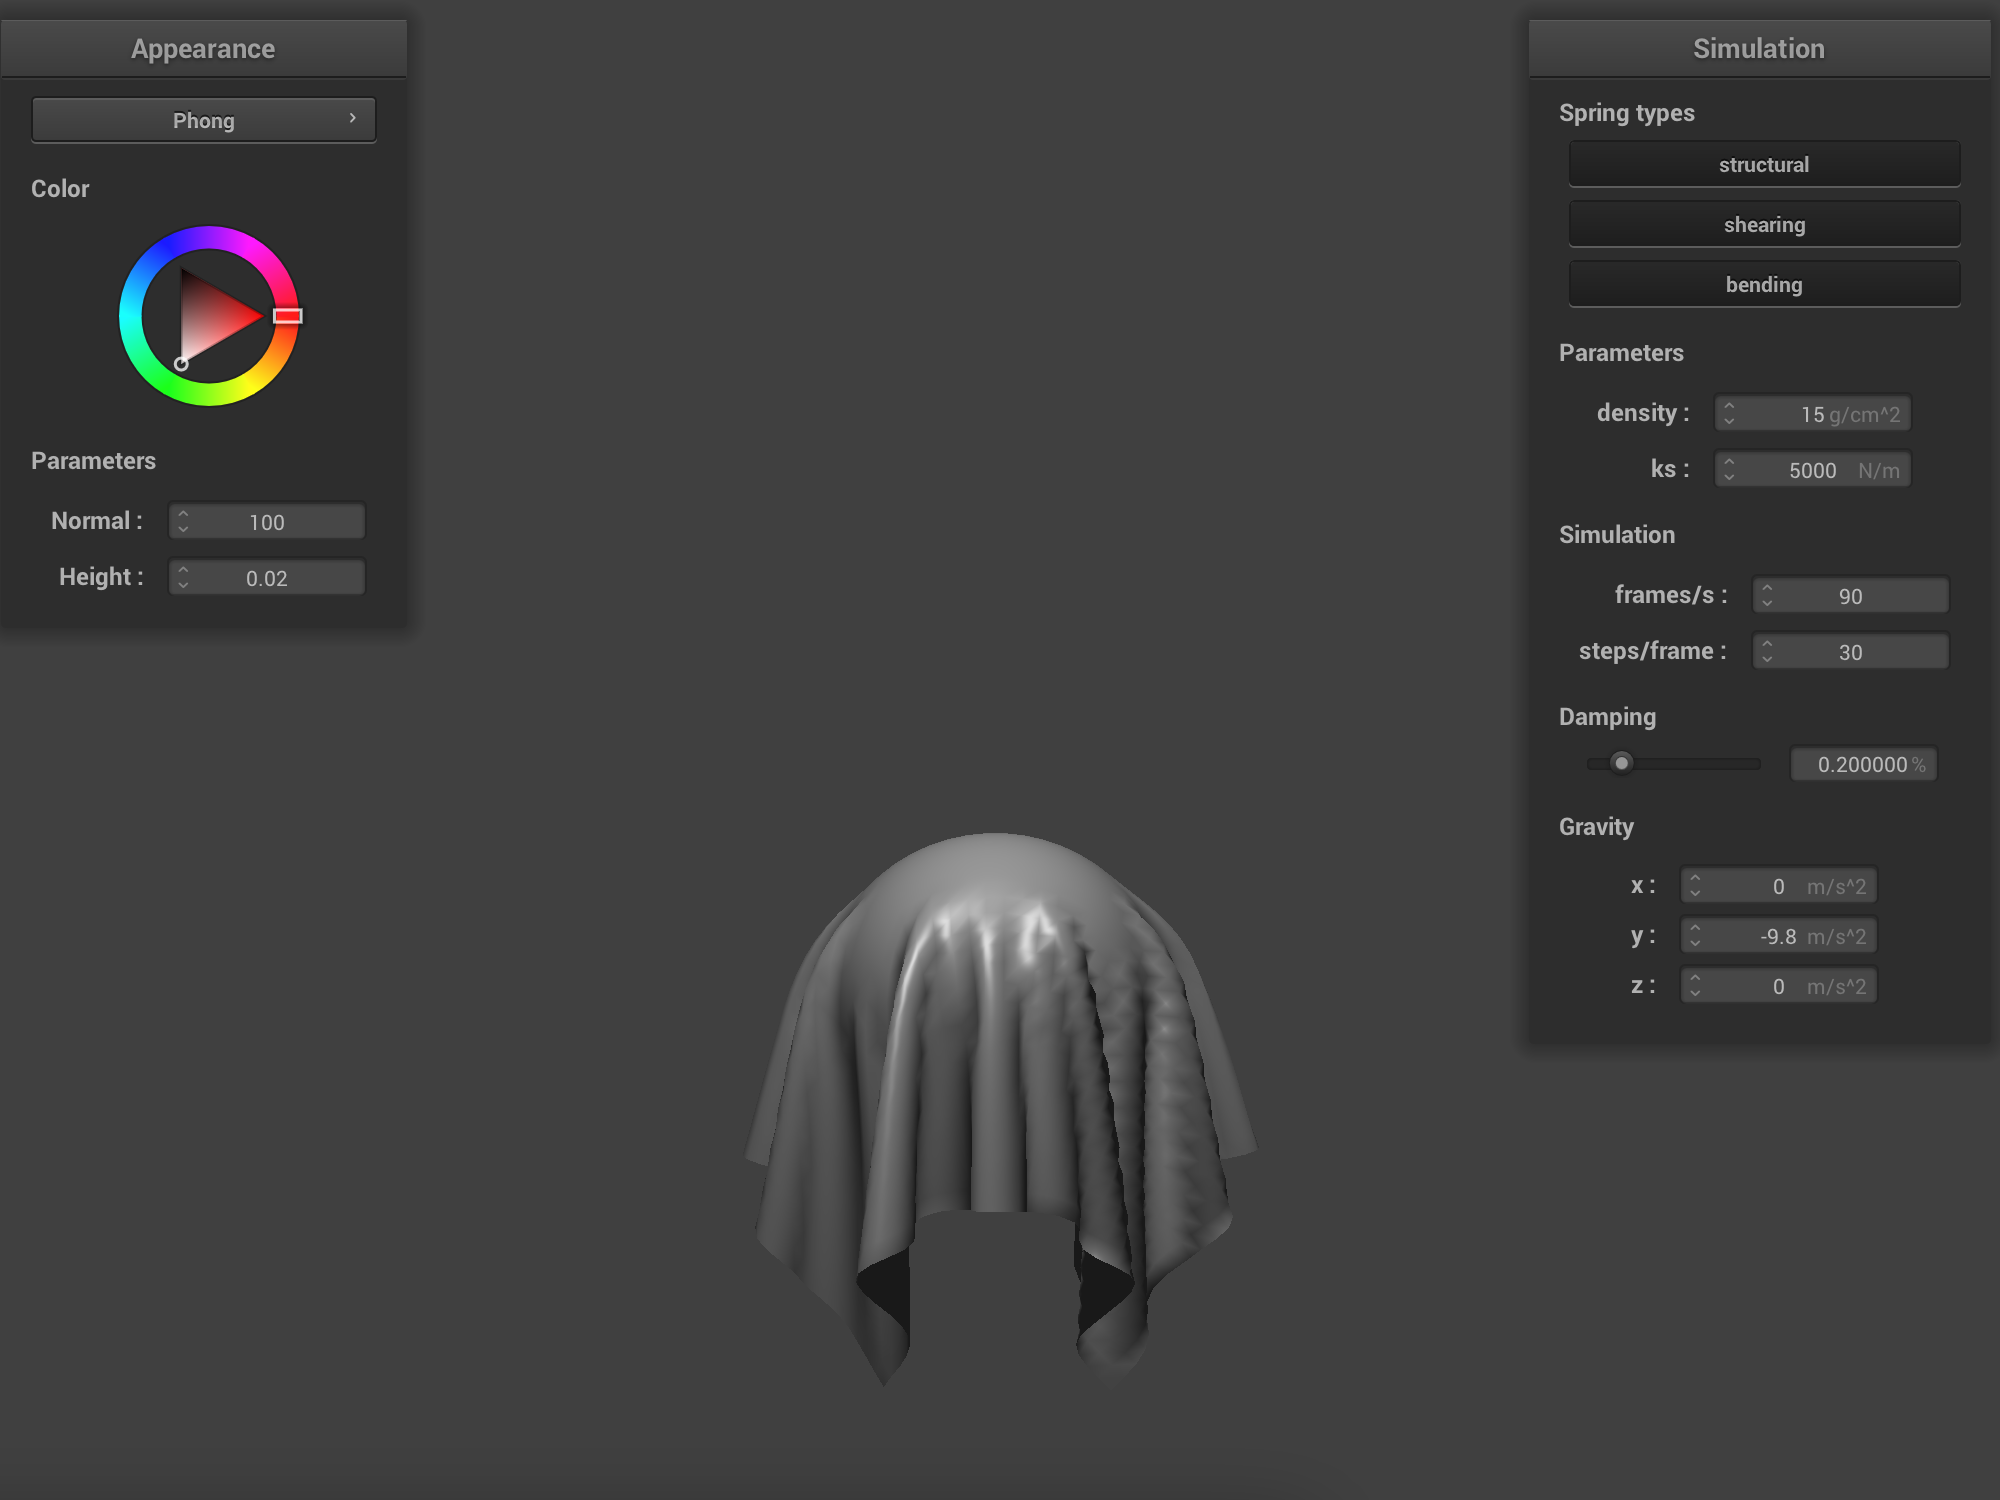 Appearance
Phong
Color
Parameters
Normal : 100
Height : 0.02
Simulation
Spring types
structural
shearing
bending
Parameters
density : 15 g/cm^2
ks : 5000 N/m
Simulation
frames/s : 90
steps/frame : 30
Damping
0.200000 %
Gravity
x : 0 m/s^2
y : -9.8 m/s^2
z : 0 m/s^2